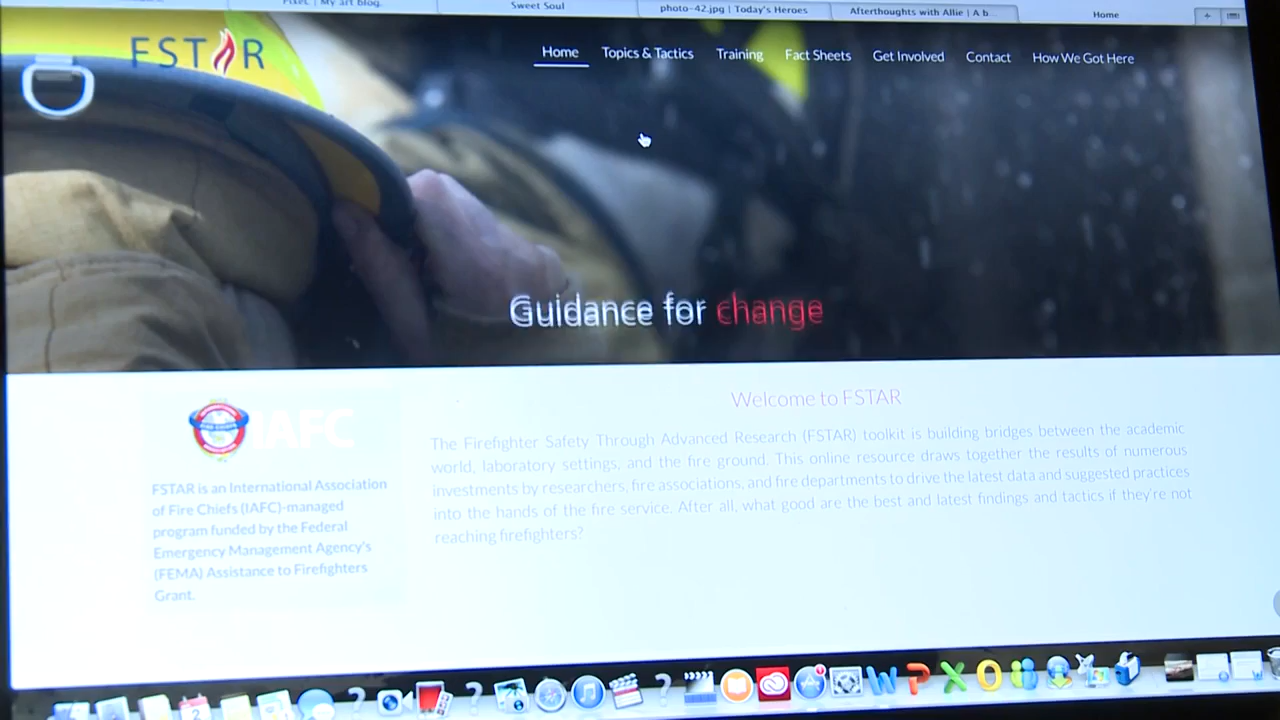 Pixel | My art blog.
Sweet Soul
photo-42.jpg | Today's Heroes
Afterthoughts with Allie | A b...
Home
FSTAR
Home
Topics & Tactics
Training
Fact Sheets
Get Involved
Contact
How We Got Here
Guidance for change
IAFC
FSTAR is an International Association
of Fire Chiefs (IAFC)-managed
program funded by the Federal
Emergency Management Agency's
(FEMA) Assistance to Firefighters
Grant.
Welcome to FSTAR
The Firefighter Safety Through Advanced Research (FSTAR) toolkit is building bridges between the academic
world, laboratory settings, and the fire ground. This online resource draws together the results of numerous
investments by researchers, fire associations, and fire departments to drive the latest data and suggested practices
into the hands of the fire service. After all, what good are the best and latest findings and tactics if they're not
reaching firefighters?